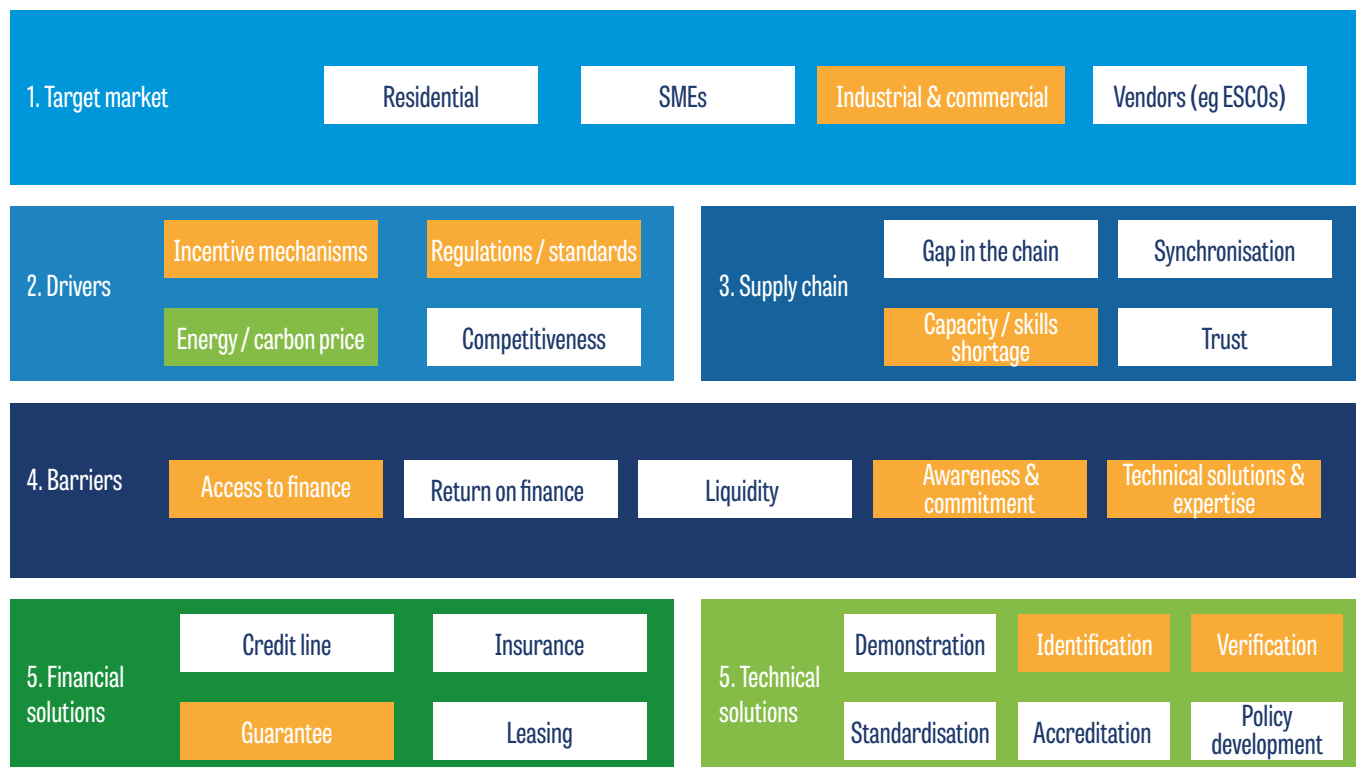 1. Target market
Residential
SMEs
Industrial & commercial
Vendors (eg ESCOs)
2. Drivers
Incentive mechanisms
Regulations / standards
Energy / carbon price
Competitiveness
3. Supply chain
Gap in the chain
Synchronisation
Capacity / skills
shortage
Trust
4. Barriers
Access to finance
Return on finance
Liquidity
Awareness &
commitment
Technical solutions &
expertise
5. Financial
solutions
Credit line
Insurance
Guarantee
Leasing
5. Technical
solutions
Demonstration
Identification
Verification
Standardisation
Accreditation
Policy
development